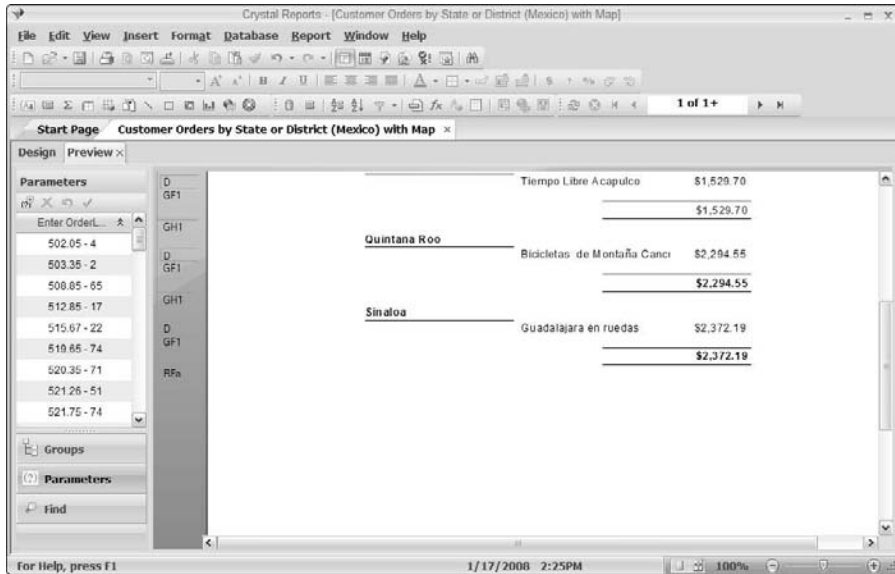 Crystal Reports - [Customer Orders by State or District (Mexico) with Map]
File Edit View Insert Format Database Report Window Help
B I U
1 of 1+
Start Page Customer Orders by State or District (Mexico) with Map ×
Design Preview ×
Parameters
Enter OrderL...
502.05 - 4
503.35 - 2
508.85 - 65
512.85 - 17
515.67 - 22
519.65 - 74
520.35 - 71
521.26 - 51
521.75 - 74
Groups
Parameters
Find
D
GF1
GH1
D
GF1
GH1
D
GF1
RFa
Tiempo Libre Acapulco $1,529.70
$1,529.70
Quintana Roo
Bicicletas de Montaña Canc $2,294.55
$2,294.55
Sinaloa
Guadalajara en ruedas $2,372.19
$2,372.19
For Help, press F1 1/17/2008 2:25PM 100%